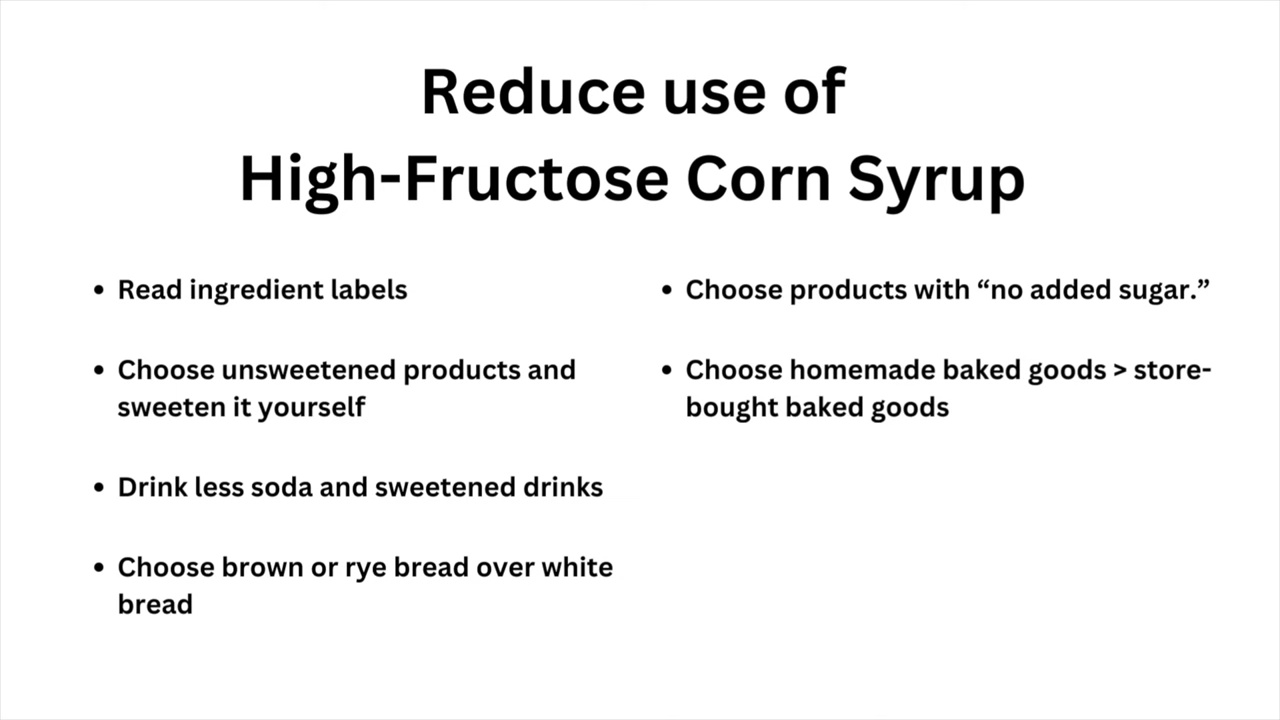 Reduce use of
High-Fructose Corn Syrup
• Read ingredient labels
• Choose unsweetened products and
sweeten it yourself
• Drink less soda and sweetened drinks
• Choose brown or rye bread over white
bread
• Choose products with “no added sugar.”
• Choose homemade baked goods > store-
bought baked goods